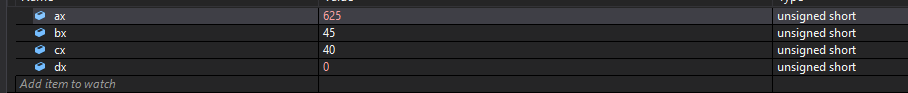 ax 625 unsigned short
bx 45 unsigned short
cx 40 unsigned short
dx 0 unsigned short
Add item to watch